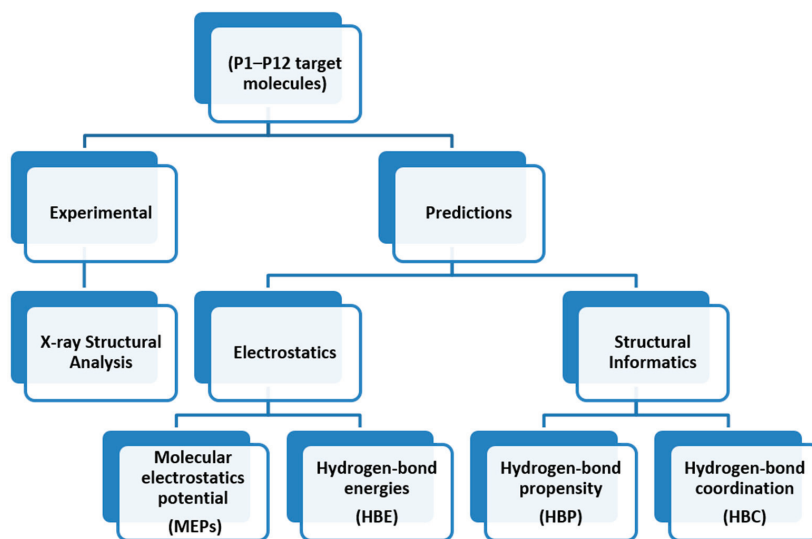 (P1–P12 target
molecules)
Experimental
Predictions
X-ray Structural
Analysis
Electrostatics
Structural
Informatics
Molecular
electrostatics
potential
(MEPs)
Hydrogen-bond
energies
(HBE)
Hydrogen-bond
propensity
(HBP)
Hydrogen-bond
coordination
(HBC)